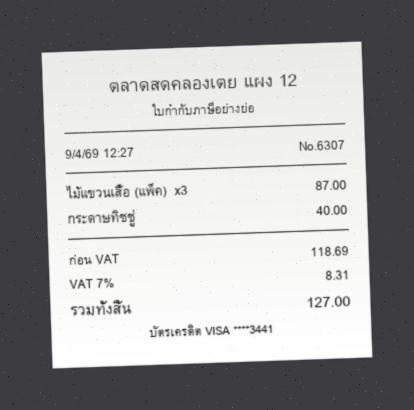 ตลาดสดคลองเตย แผง 12
ใบกำกับภาษีอย่างย่อ
9/4/69 12:27 No.6307
ไม้แขวนเสื้อ (แพ็ค) x3 87.00
กระดาษทิชชู่ 40.00
ก่อน VAT 118.69
VAT 7% 8.31
รวมทั้งสิ้น 127.00
บัตรเครดิต VISA ****3441